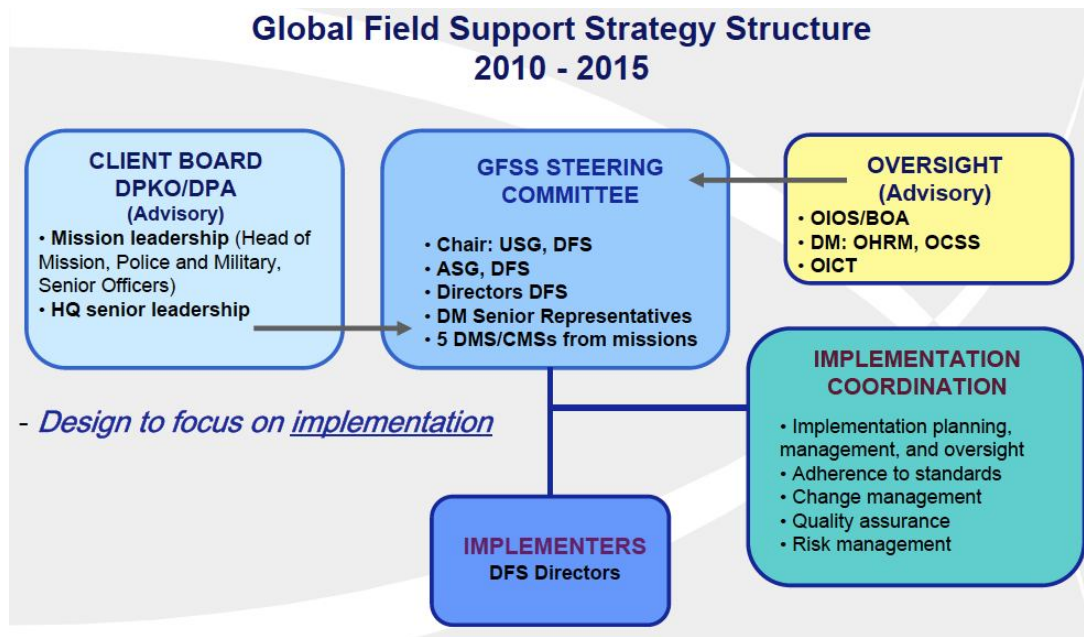 Global Field Support Strategy Structure
2010 - 2015
CLIENT BOARD
DPKO/DPA
(Advisory)
• Mission leadership (Head of
Mission, Police and Military,
Senior Officers)
• HQ senior leadership
GFSS STEERING
COMMITTEE
• Chair: USG, DFS
• ASG, DFS
• Directors DFS
• DM Senior Representatives
• 5 DMS/CMSs from missions
OVERSIGHT
(Advisory)
• OIOS/BOA
• DM: OHRM, OCSS
• OICT
- Design to focus on implementation
IMPLEMENTATION
COORDINATION
• Implementation planning,
management, and oversight
• Adherence to standards
• Change management
• Quality assurance
• Risk management
IMPLEMENTERS
DFS Directors